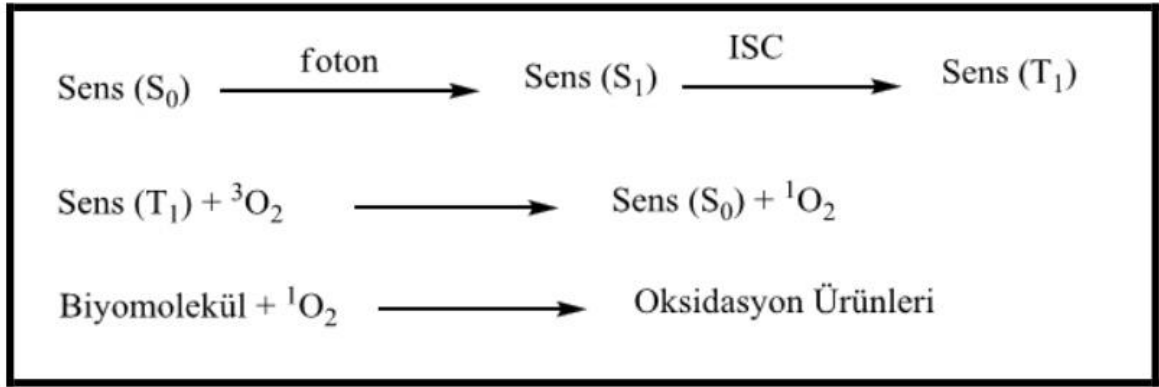 Sens (S₀) foton Sens (S₁) ISC Sens (T₁)
Sens (T₁) + ³O₂ Sens (S₀) + ¹O₂
Biyomolekül + ¹O₂ Oksidasyon Ürünleri